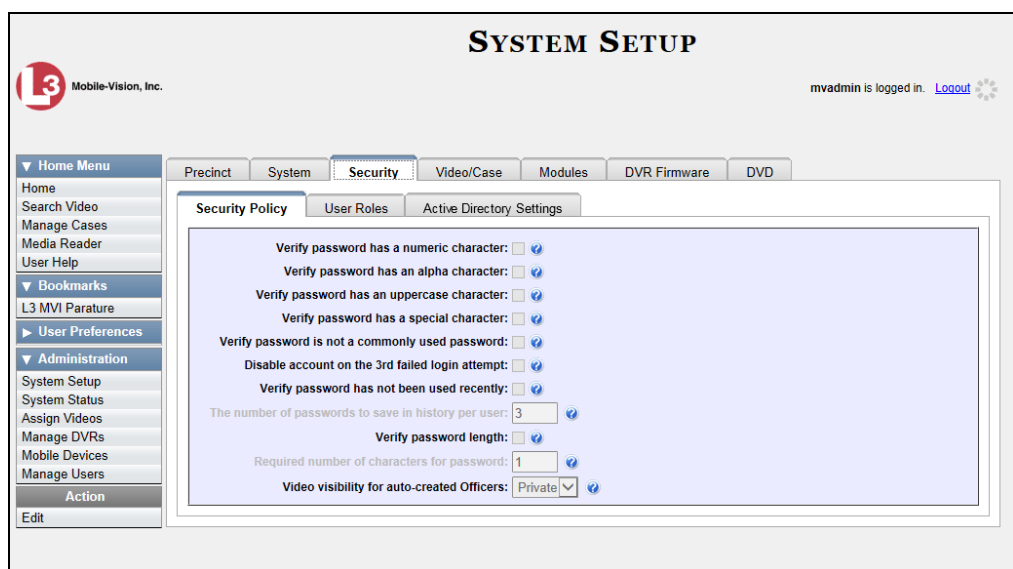 SYSTEM SETUP
L3 Mobile-Vision, Inc.
mvadmin is logged in. Logout
▼ Home Menu
Home
Search Video
Manage Cases
Media Reader
User Help
▼ Bookmarks
L3 MVI Parature
▶ User Preferences
▼ Administration
System Setup
System Status
Assign Videos
Manage DVRs
Mobile Devices
Manage Users
Action
Edit
Precinct System Security Video/Case Modules DVR Firmware DVD
Security Policy User Roles Active Directory Settings
Verify password has a numeric character: ?
Verify password has an alpha character: ?
Verify password has an uppercase character: ?
Verify password has a special character: ?
Verify password is not a commonly used password: ?
Disable account on the 3rd failed login attempt: ?
Verify password has not been used recently: ?
The number of passwords to save in history per user: 3 ?
Verify password length: ?
Required number of characters for password: 1 ?
Video visibility for auto-created Officers: Private ?